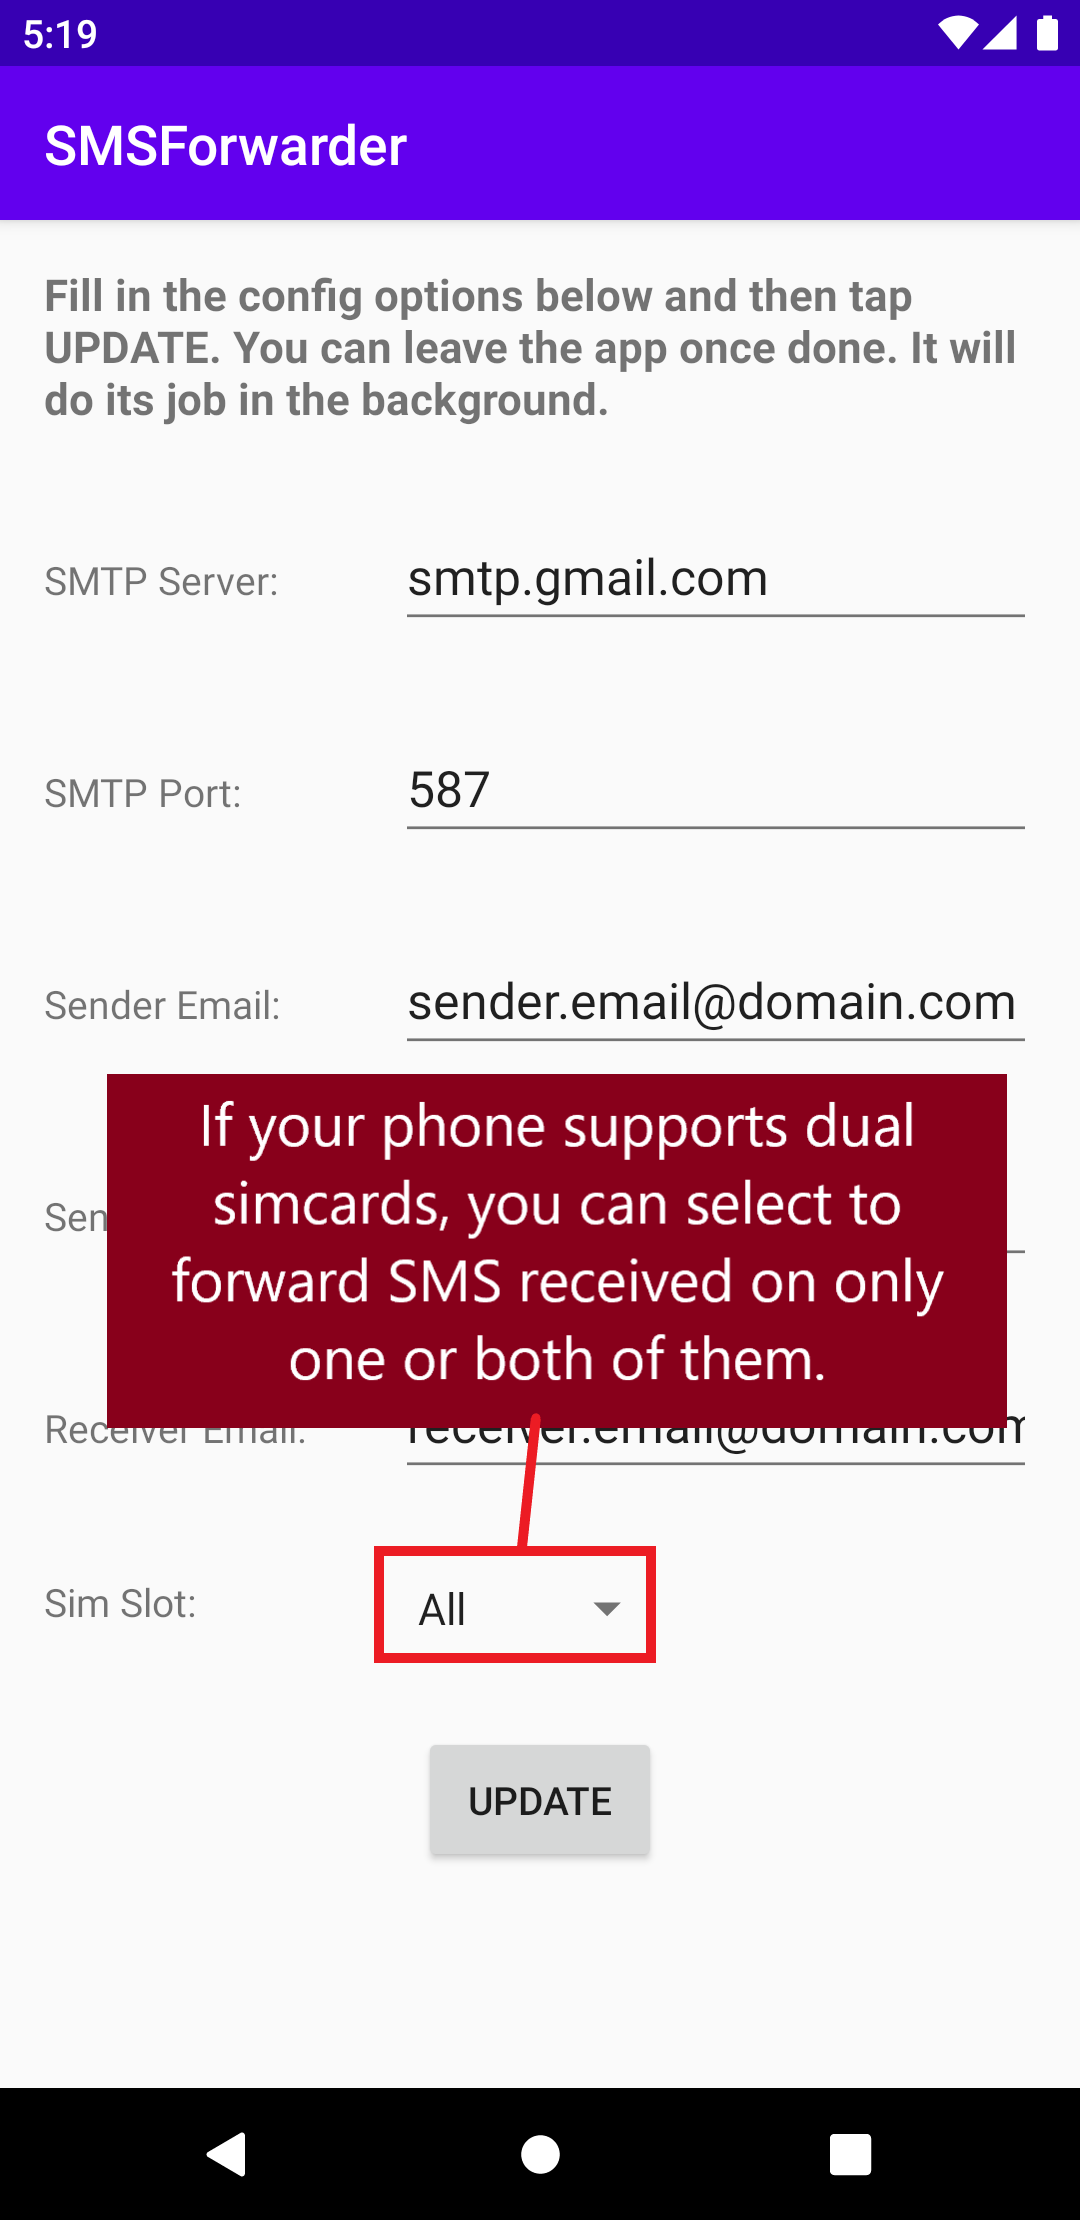 5:19
SMSForwarder
Fill in the config options below and then tap
UPDATE. You can leave the app once done. It will
do its job in the background.
SMTP Server: smtp.gmail.com
SMTP Port: 587
Sender Email: sender.email@domain.com
If your phone supports dual
simcards, you can select to
forward SMS received on only
one or both of them.
Sen
Receiver Email: receiver.email@domain.com
Sim Slot: All
UPDATE